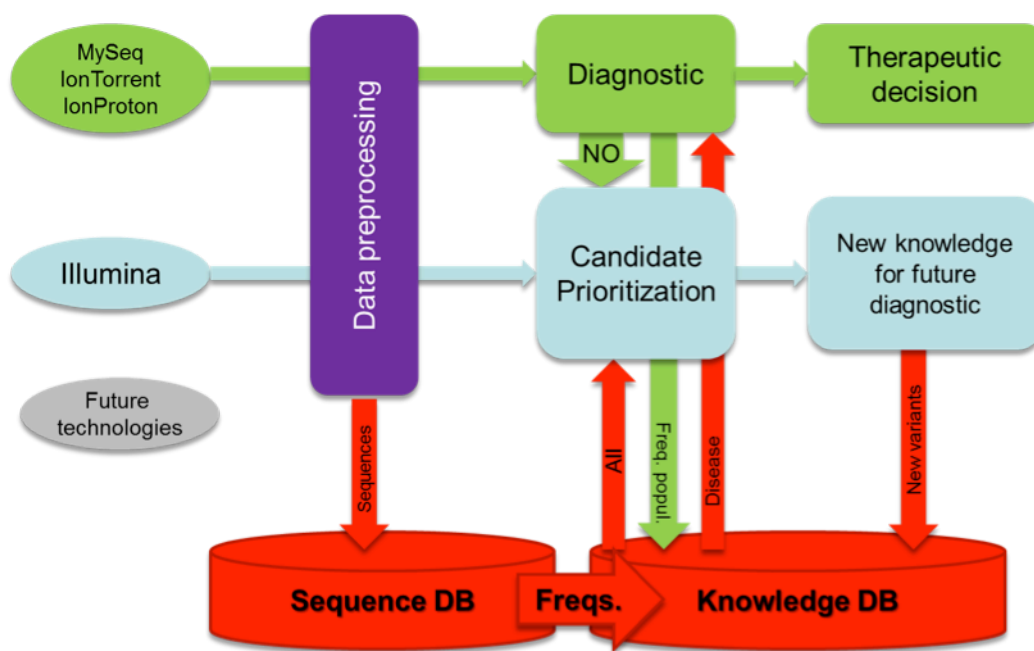 MySeq
IonTorrent
IonProton
Data preprocessing
Diagnostic
Therapeutic
decision
NO
Illumina
Candidate
Prioritization
New knowledge
for future
diagnostic
Future
technologies
Sequences
All
Freq. popul.
Disease
New variants
Sequence DB
Freqs.
Knowledge DB